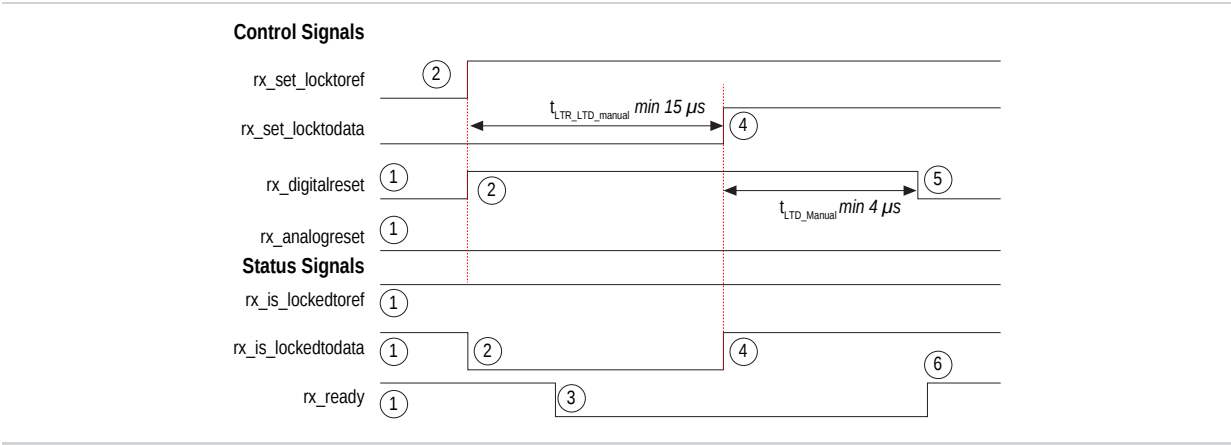 Control Signals
rx_set_locktoref
2
t_LTR_LTD_manual min 15 µs
rx_set_locktodata
4
rx_digitalreset
1
2
5
t_LTD_Manual min 4 µs
rx_analogreset
1
Status Signals
rx_is_lockedtoref
1
rx_is_lockedtodata
1
2
4
rx_ready
1
3
6